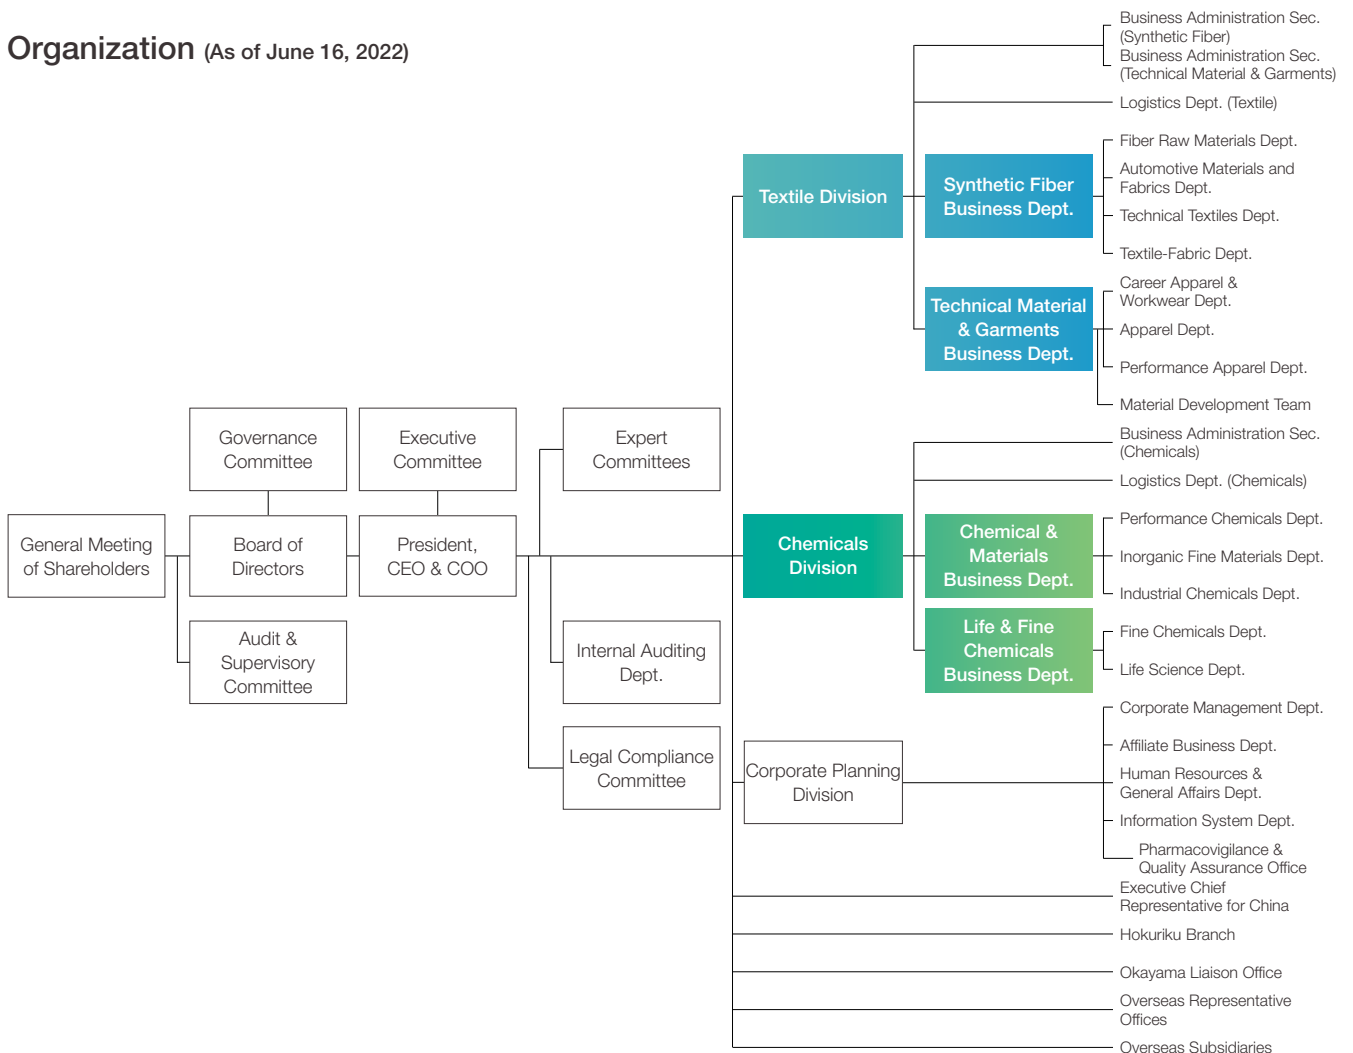 Organization (As of June 16, 2022)
General Meeting
of Shareholders
Governance
Committee
Board of
Directors
Audit &
Supervisory
Committee
Executive
Committee
President,
CEO & COO
Expert
Committees
Internal Auditing
Dept.
Legal Compliance
Committee
Textile Division
Business Administration Sec.
(Synthetic Fiber)
Business Administration Sec.
(Technical Material & Garments)
Logistics Dept. (Textile)
Synthetic Fiber
Business Dept.
Fiber Raw Materials Dept.
Automotive Materials and
Fabrics Dept.
Technical Textiles Dept.
Textile-Fabric Dept.
Technical Material
& Garments
Business Dept.
Career Apparel &
Workwear Dept.
Apparel Dept.
Performance Apparel Dept.
Material Development Team
Chemicals
Division
Business Administration Sec.
(Chemicals)
Logistics Dept. (Chemicals)
Chemical &
Materials
Business Dept.
Performance Chemicals Dept.
Inorganic Fine Materials Dept.
Industrial Chemicals Dept.
Life & Fine
Chemicals
Business Dept.
Fine Chemicals Dept.
Life Science Dept.
Corporate Planning
Division
Corporate Management Dept.
Affiliate Business Dept.
Human Resources &
General Affairs Dept.
Information System Dept.
Pharmacovigilance &
Quality Assurance Office
Executive Chief
Representative for China
Hokuriku Branch
Okayama Liaison Office
Overseas Representative
Offices
Overseas Subsidiaries